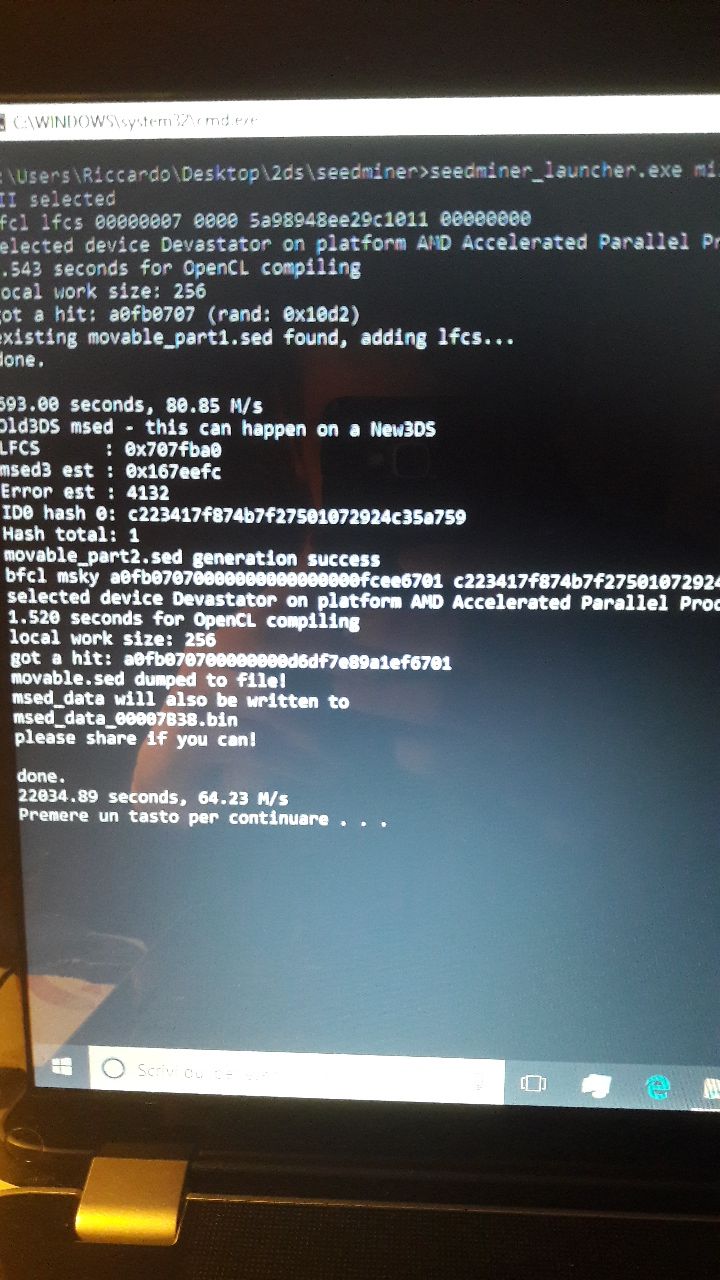 C:\WINDOWS\system32\cmd.exe
:\Users\Riccardo\Desktop\2ds\seedminer>seedminer_launcher.exe mi
II selected
fcl lfcs 00000007 0000 5a98948ee29c1011 00000000
elected device Devastator on platform AMD Accelerated Parallel Pr
.543 seconds for OpenCL compiling
ocal work size: 256
ot a hit: a0fb0707 (rand: 0x10d2)
existing movable_part1.sed found, adding lfcs...
done.
593.00 seconds, 80.85 M/s
Old3DS msed - this can happen on a New3DS
LFCS : 0x707fba0
msed3 est : 0x167eefc
Error est : 4132
ID0 hash 0: c223417f874b7f27501072924c35a759
Hash total: 1
movable_part2.sed generation success
bfcl msky a0fb07070000000000000000fcee6701 c223417f874b7f27501072924
selected device Devastator on platform AMD Accelerated Parallel Proc
1.520 seconds for OpenCL compiling
local work size: 256
got a hit: a0fb070700000000d6df7e89a1ef6701
movable.sed dumped to file!
msed_data will also be written to
msed_data_00007B38.bin
please share if you can!
done.
22034.89 seconds, 64.23 M/s
Premere un tasto per continuare . . .
Scrivi qui per